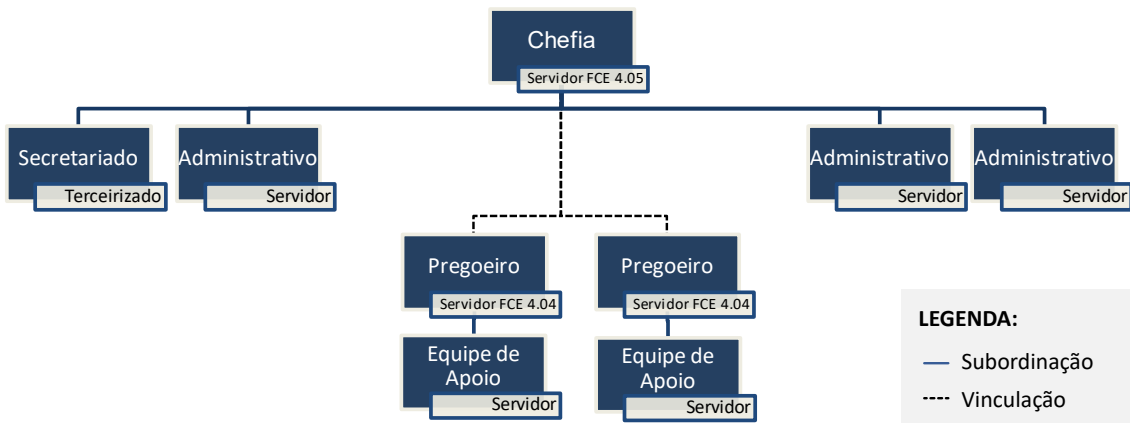 Chefia
Servidor FCE 4.05
Secretariado
Terceirizado
Administrativo
Servidor
Administrativo
Servidor
Administrativo
Servidor
Pregoeiro
Servidor FCE 4.04
Pregoeiro
Servidor FCE 4.04
Equipe de
Apoio
Servidor
Equipe de
Apoio
Servidor
LEGENDA:
Subordinação
Vinculação